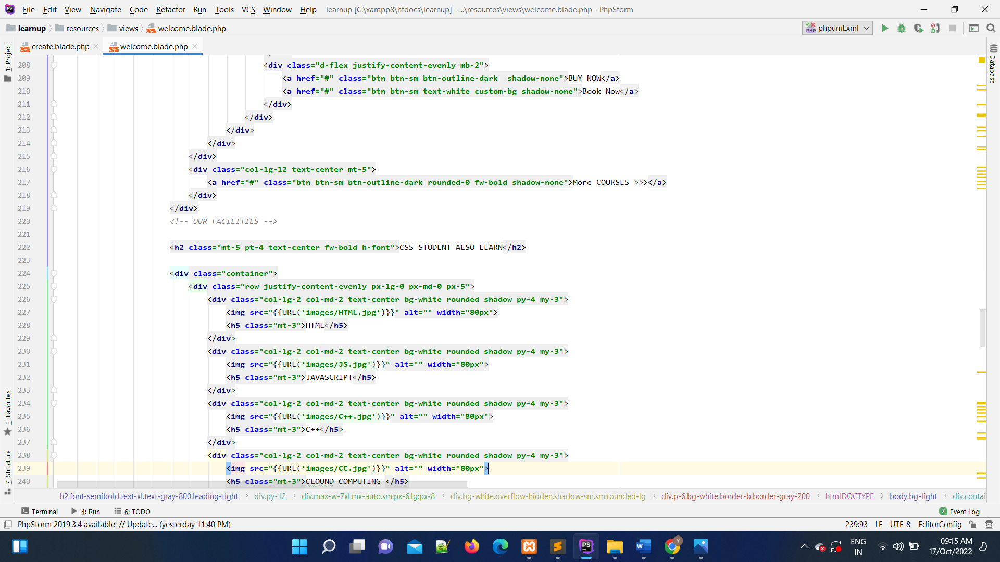 File Edit View Navigate Code Refactor Run Tools VCS Window Help learnup [C:\xampp8\htdocs\learnup] - ...\resources\views\welcome.blade.php - PhpStorm
learnup resources views welcome.blade.php phpunit.xml
create.blade.php welcome.blade.php
1: Project
Database
208 <div class="d-flex justify-content-evenly mb-2">
209 <a href="#" class="btn btn-sm btn-outline-dark  shadow-none">BUY NOW</a>
210 <a href="#" class="btn btn-sm text-white custom-bg shadow-none">Book Now</a>
211 </div>
212 </div>
213 </div>
214 </div>
215 </div>
216 <div class="col-lg-12 text-center mt-5">
217 <a href="#" class="btn btn-sm btn-outline-dark rounded-0 fw-bold shadow-none">More COURSES >>></a>
218 </div>
219 </div>
220 <!-- OUR FACILITIES -->
221
222 <h2 class="mt-5 pt-4 text-center fw-bold h-font">CSS STUDENT ALSO LEARN</h2>
223
224 <div class="container">
225 <div class="row justify-content-evenly px-lg-0 px-md-0 px-5">
226 <div class="col-lg-2 col-md-2 text-center bg-white rounded shadow py-4 my-3">
227 <img src="{{URL('images/HTML.jpg')}}" alt="" width="80px">
228 <h5 class="mt-3">HTML</h5>
229 </div>
230 <div class="col-lg-2 col-md-2 text-center bg-white rounded shadow py-4 my-3">
231 <img src="{{URL('images/JS.jpg')}}" alt="" width="80px">
232 <h5 class="mt-3">JAVASCRIPT</h5>
233 </div>
234 <div class="col-lg-2 col-md-2 text-center bg-white rounded shadow py-4 my-3">
235 <img src="{{URL('images/C++.jpg')}}" alt="" width="80px">
236 <h5 class="mt-3">C++</h5>
237 </div>
238 <div class="col-lg-2 col-md-2 text-center bg-white rounded shadow py-4 my-3">
239 <img src="{{URL('images/CC.jpg')}}" alt="" width="80px">
240 <h5 class="mt-3">CLOUND COMPUTING </h5>
2: Favorites
7: Structure
h2.font-semibold.text-xl.text-gray-800.leading-tight › div.py-12 › div.max-w-7xl.mx-auto.sm:px-6.lg:px-8 › div.bg-white.overflow-hidden.shadow-sm.sm:rounded-lg › div.p-6.bg-white.border-b.border-gray-200 › htmlDOCTYPE › body.bg-light › div.contai
Terminal 4: Run 6: TODO 2 Event Log
PhpStorm 2019.3.4 available: // Update... (yesterday 11:40 PM) 239:93 LF UTF-8 EditorConfig
ENG IN 09:15 AM
17/Oct/2022